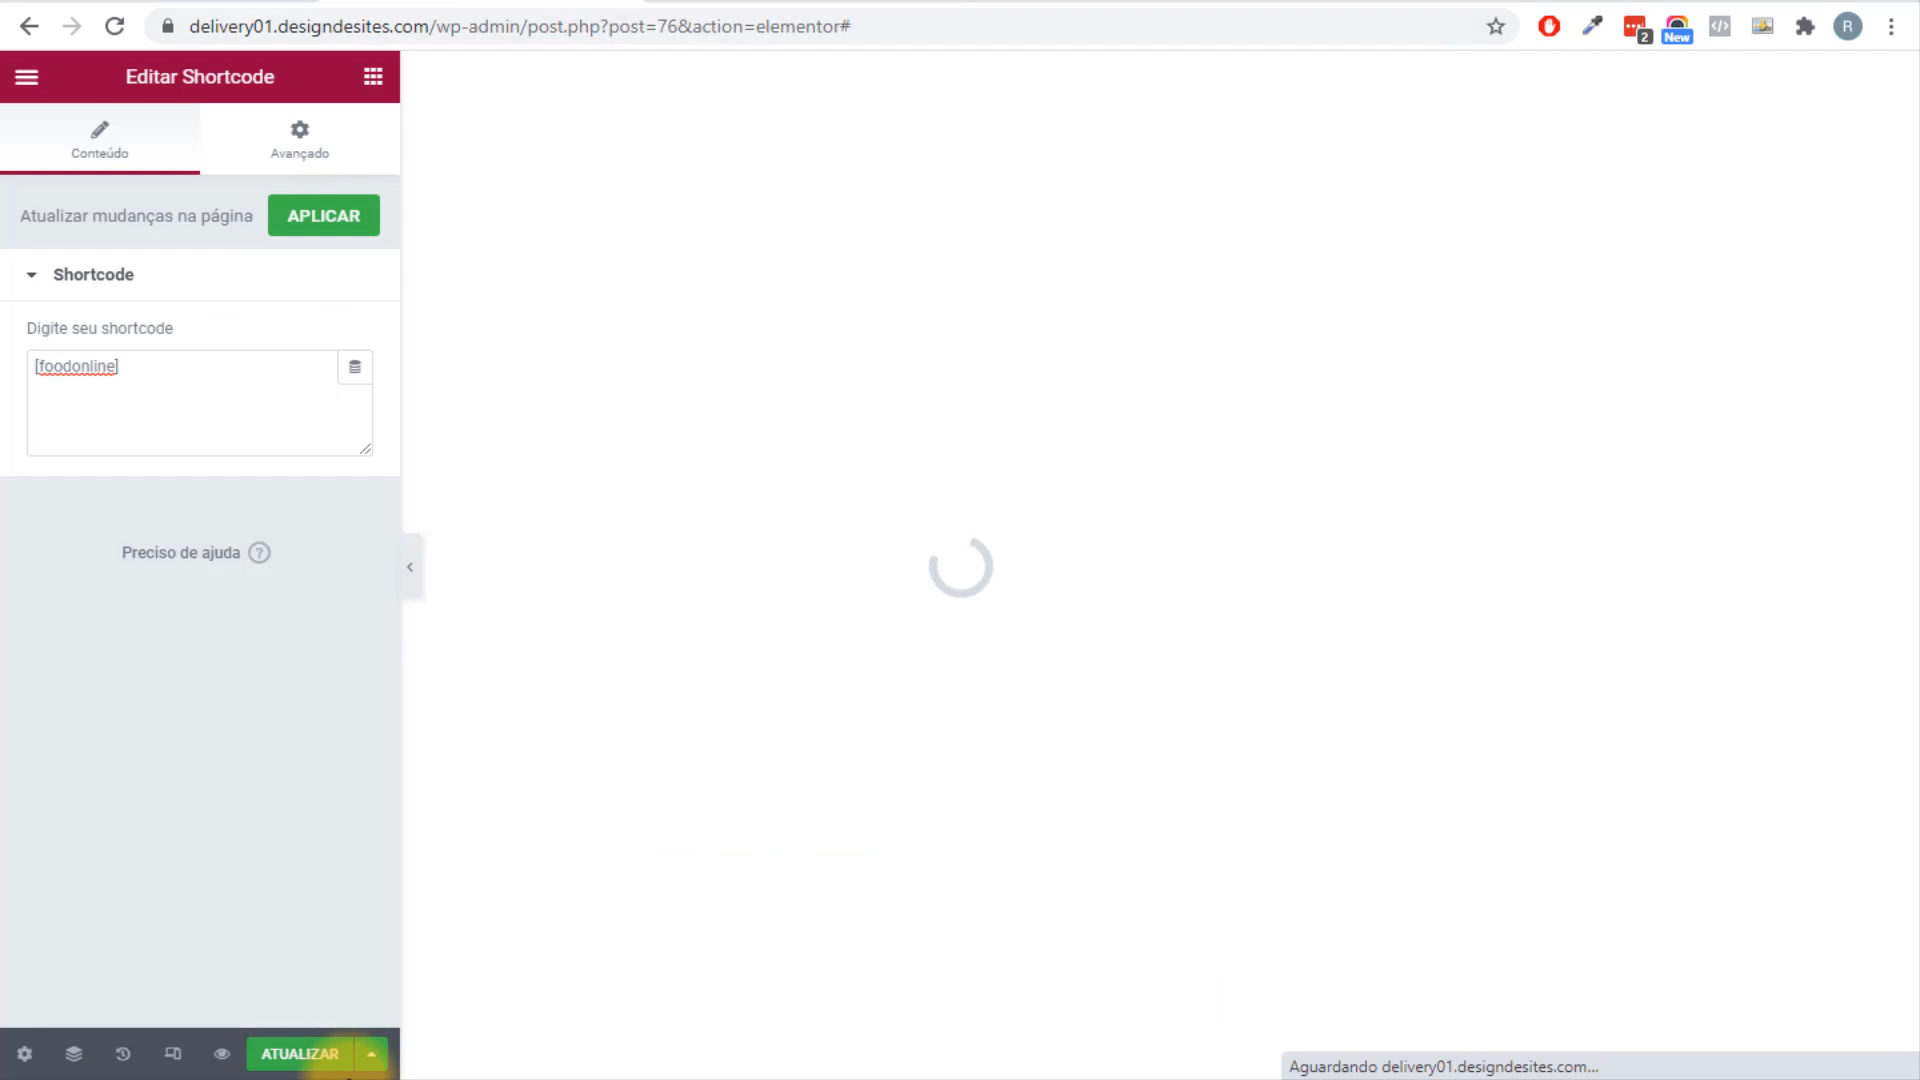 delivery01.designdesites.com/wp-admin/post.php?post=76&action=elementor#
2
New
R
Editar Shortcode
Conteúdo
Avançado
Atualizar mudanças na página
APLICAR
Shortcode
Digite seu shortcode
[foodonline]
Preciso de ajuda ?
ATUALIZAR
Aguardando delivery01.designdesites.com...